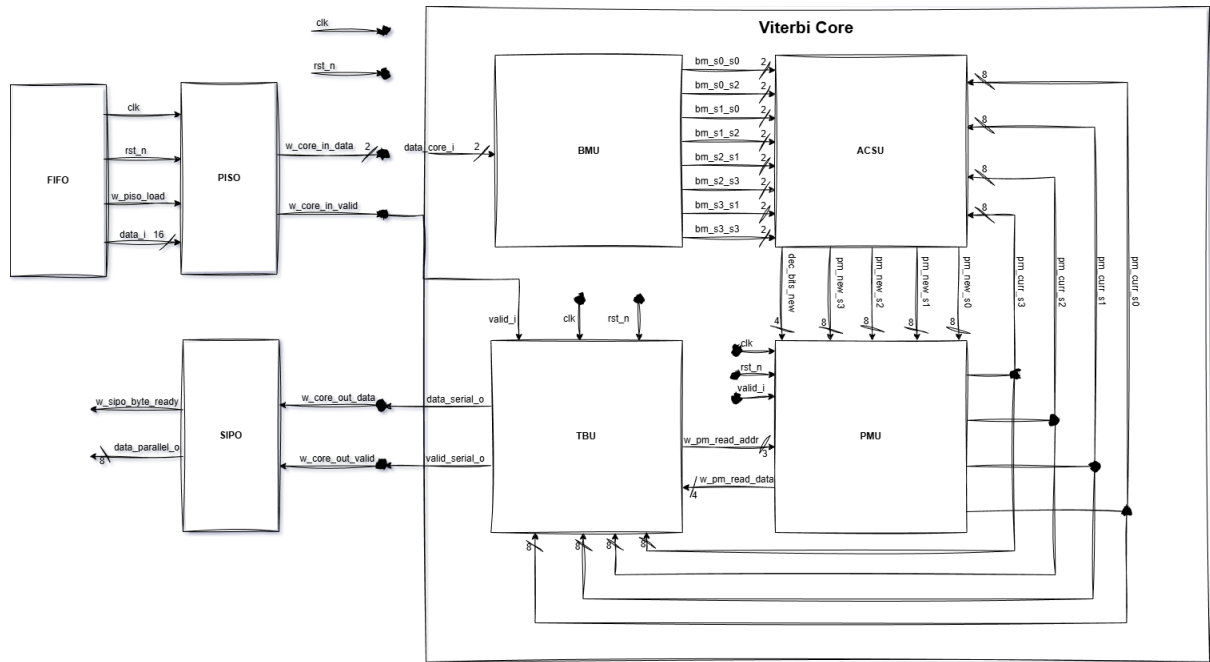 Viterbi Core
clk
rst_n
FIFO
clk
rst_n
w_piso_load
data_i 16
PISO
w_core_in_data 2
w_core_in_valid
data_core_i 2
BMU
bm_s0_s0 2
bm_s0_s2 2
bm_s1_s0 2
bm_s1_s2 2
bm_s2_s1 2
bm_s2_s3 2
bm_s3_s1 2
bm_s3_s3 2
ACSU
8
8
8
8
dec_bits_new
pm_new_s3
pm_new_s2
pm_new_s1
pm_new_s0
pm_curr_s3
pm_curr_s2
pm_curr_s1
pm_curr_s0
4
8
8
8
8
valid_i
clk
rst_n
clk
rst_n
valid_i
SIPO
w_sipo_byte_ready
data_parallel_o
8
w_core_out_data
w_core_out_valid
data_serial_o
valid_serial_o
TBU
w_pm_read_addr
3
w_pm_read_data
4
PMU
8
8
8
8